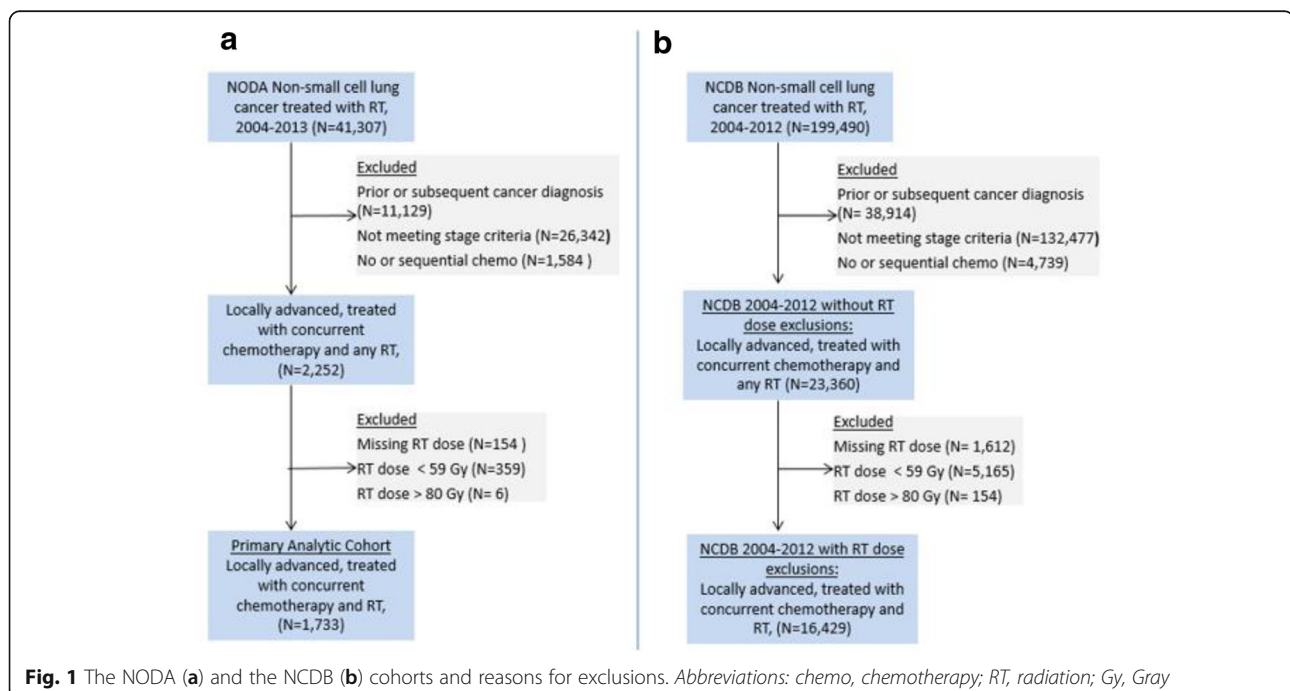 a
NODA Non-small cell lung
cancer treated with RT,
2004-2013 (N=41,307)
Excluded
Prior or subsequent cancer diagnosis
(N=11,129)
Not meeting stage criteria (N=26,342)
No or sequential chemo (N=1,584 )
Locally advanced, treated
with concurrent
chemotherapy and any RT,
(N=2,252)
Excluded
Missing RT dose (N=154 )
RT dose < 59 Gy (N=359)
RT dose > 80 Gy (N= 6)
Primary Analytic Cohort
Locally advanced, treated
with concurrent
chemotherapy and RT,
(N=1,733)
b
NCDB Non-small cell lung
cancer treated with RT,
2004-2012 (N=199,490)
Excluded
Prior or subsequent cancer diagnosis
(N= 38,914)
Not meeting stage criteria (N=132,477)
No or sequential chemo (N=4,739)
NCDB 2004-2012 without RT
dose exclusions:
Locally advanced, treated with
concurrent chemotherapy and
any RT (N=23,360)
Excluded
Missing RT dose (N= 1,612)
RT dose < 59 Gy (N=5,165)
RT dose > 80 Gy (N= 154)
NCDB 2004-2012 with RT dose
exclusions:
Locally advanced, treated with
concurrent chemotherapy and
RT, (N=16,429)
Fig. 1 The NODA (a) and the NCDB (b) cohorts and reasons for exclusions. Abbreviations: chemo, chemotherapy; RT, radiation; Gy, Gray